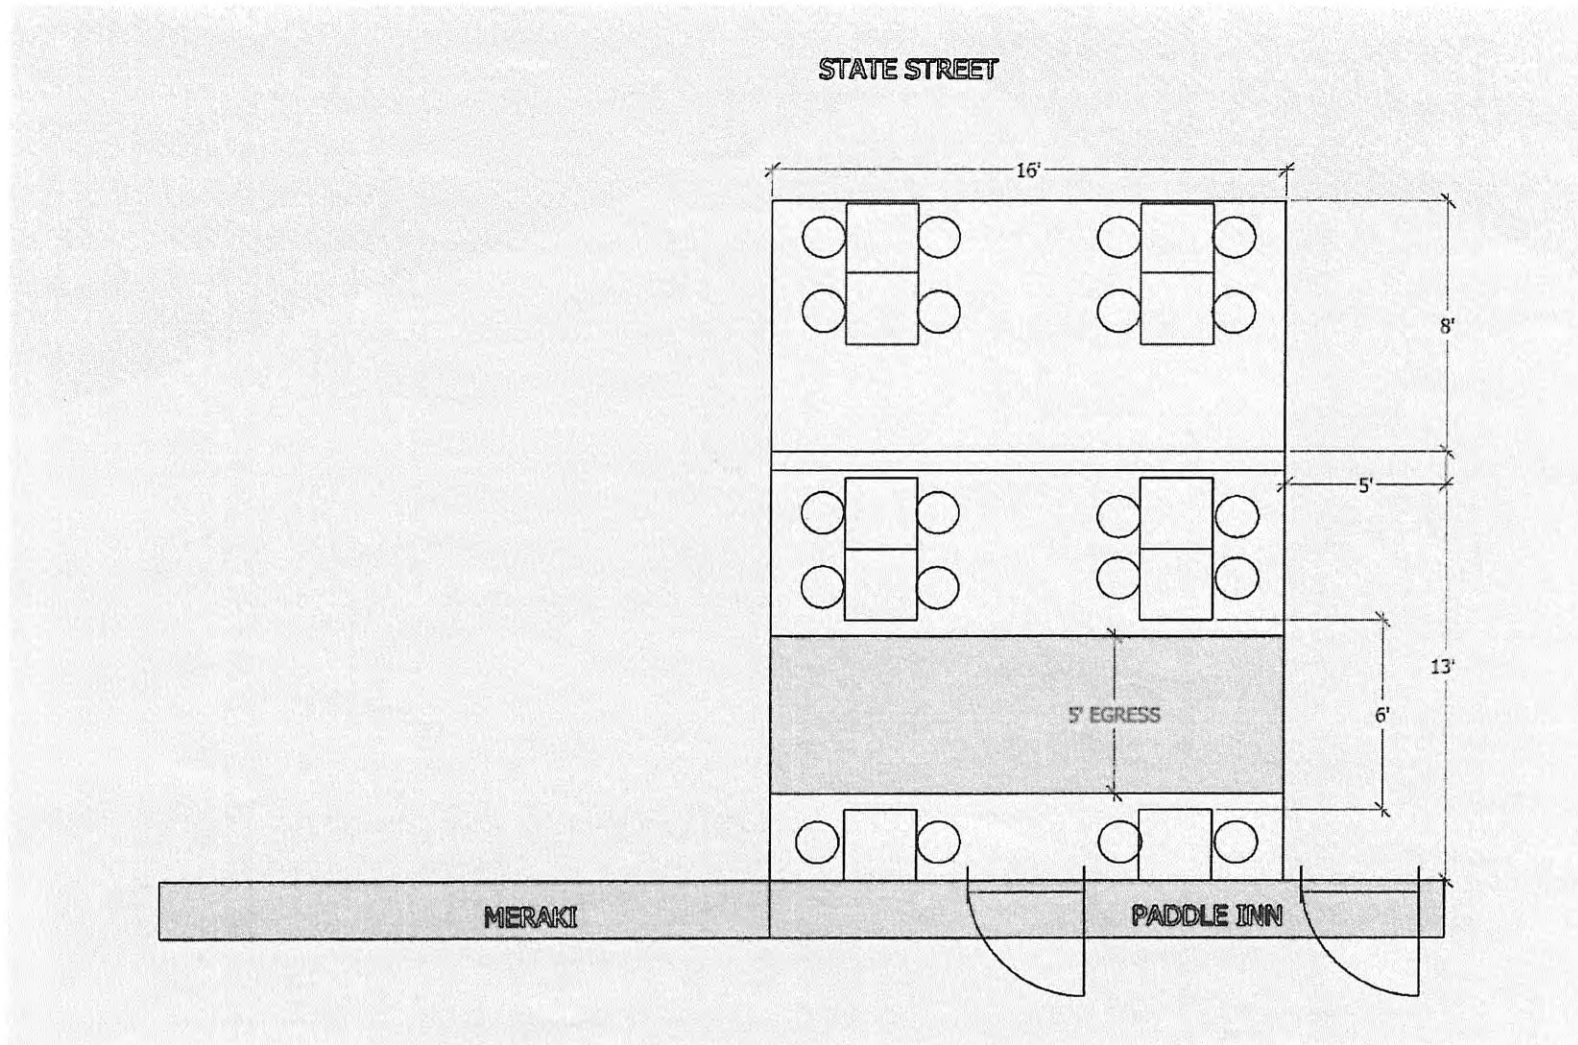 STATE STREET
16'
8'
5'
13'
5' EGRESS
6'
MERAKI
PADDLE INN